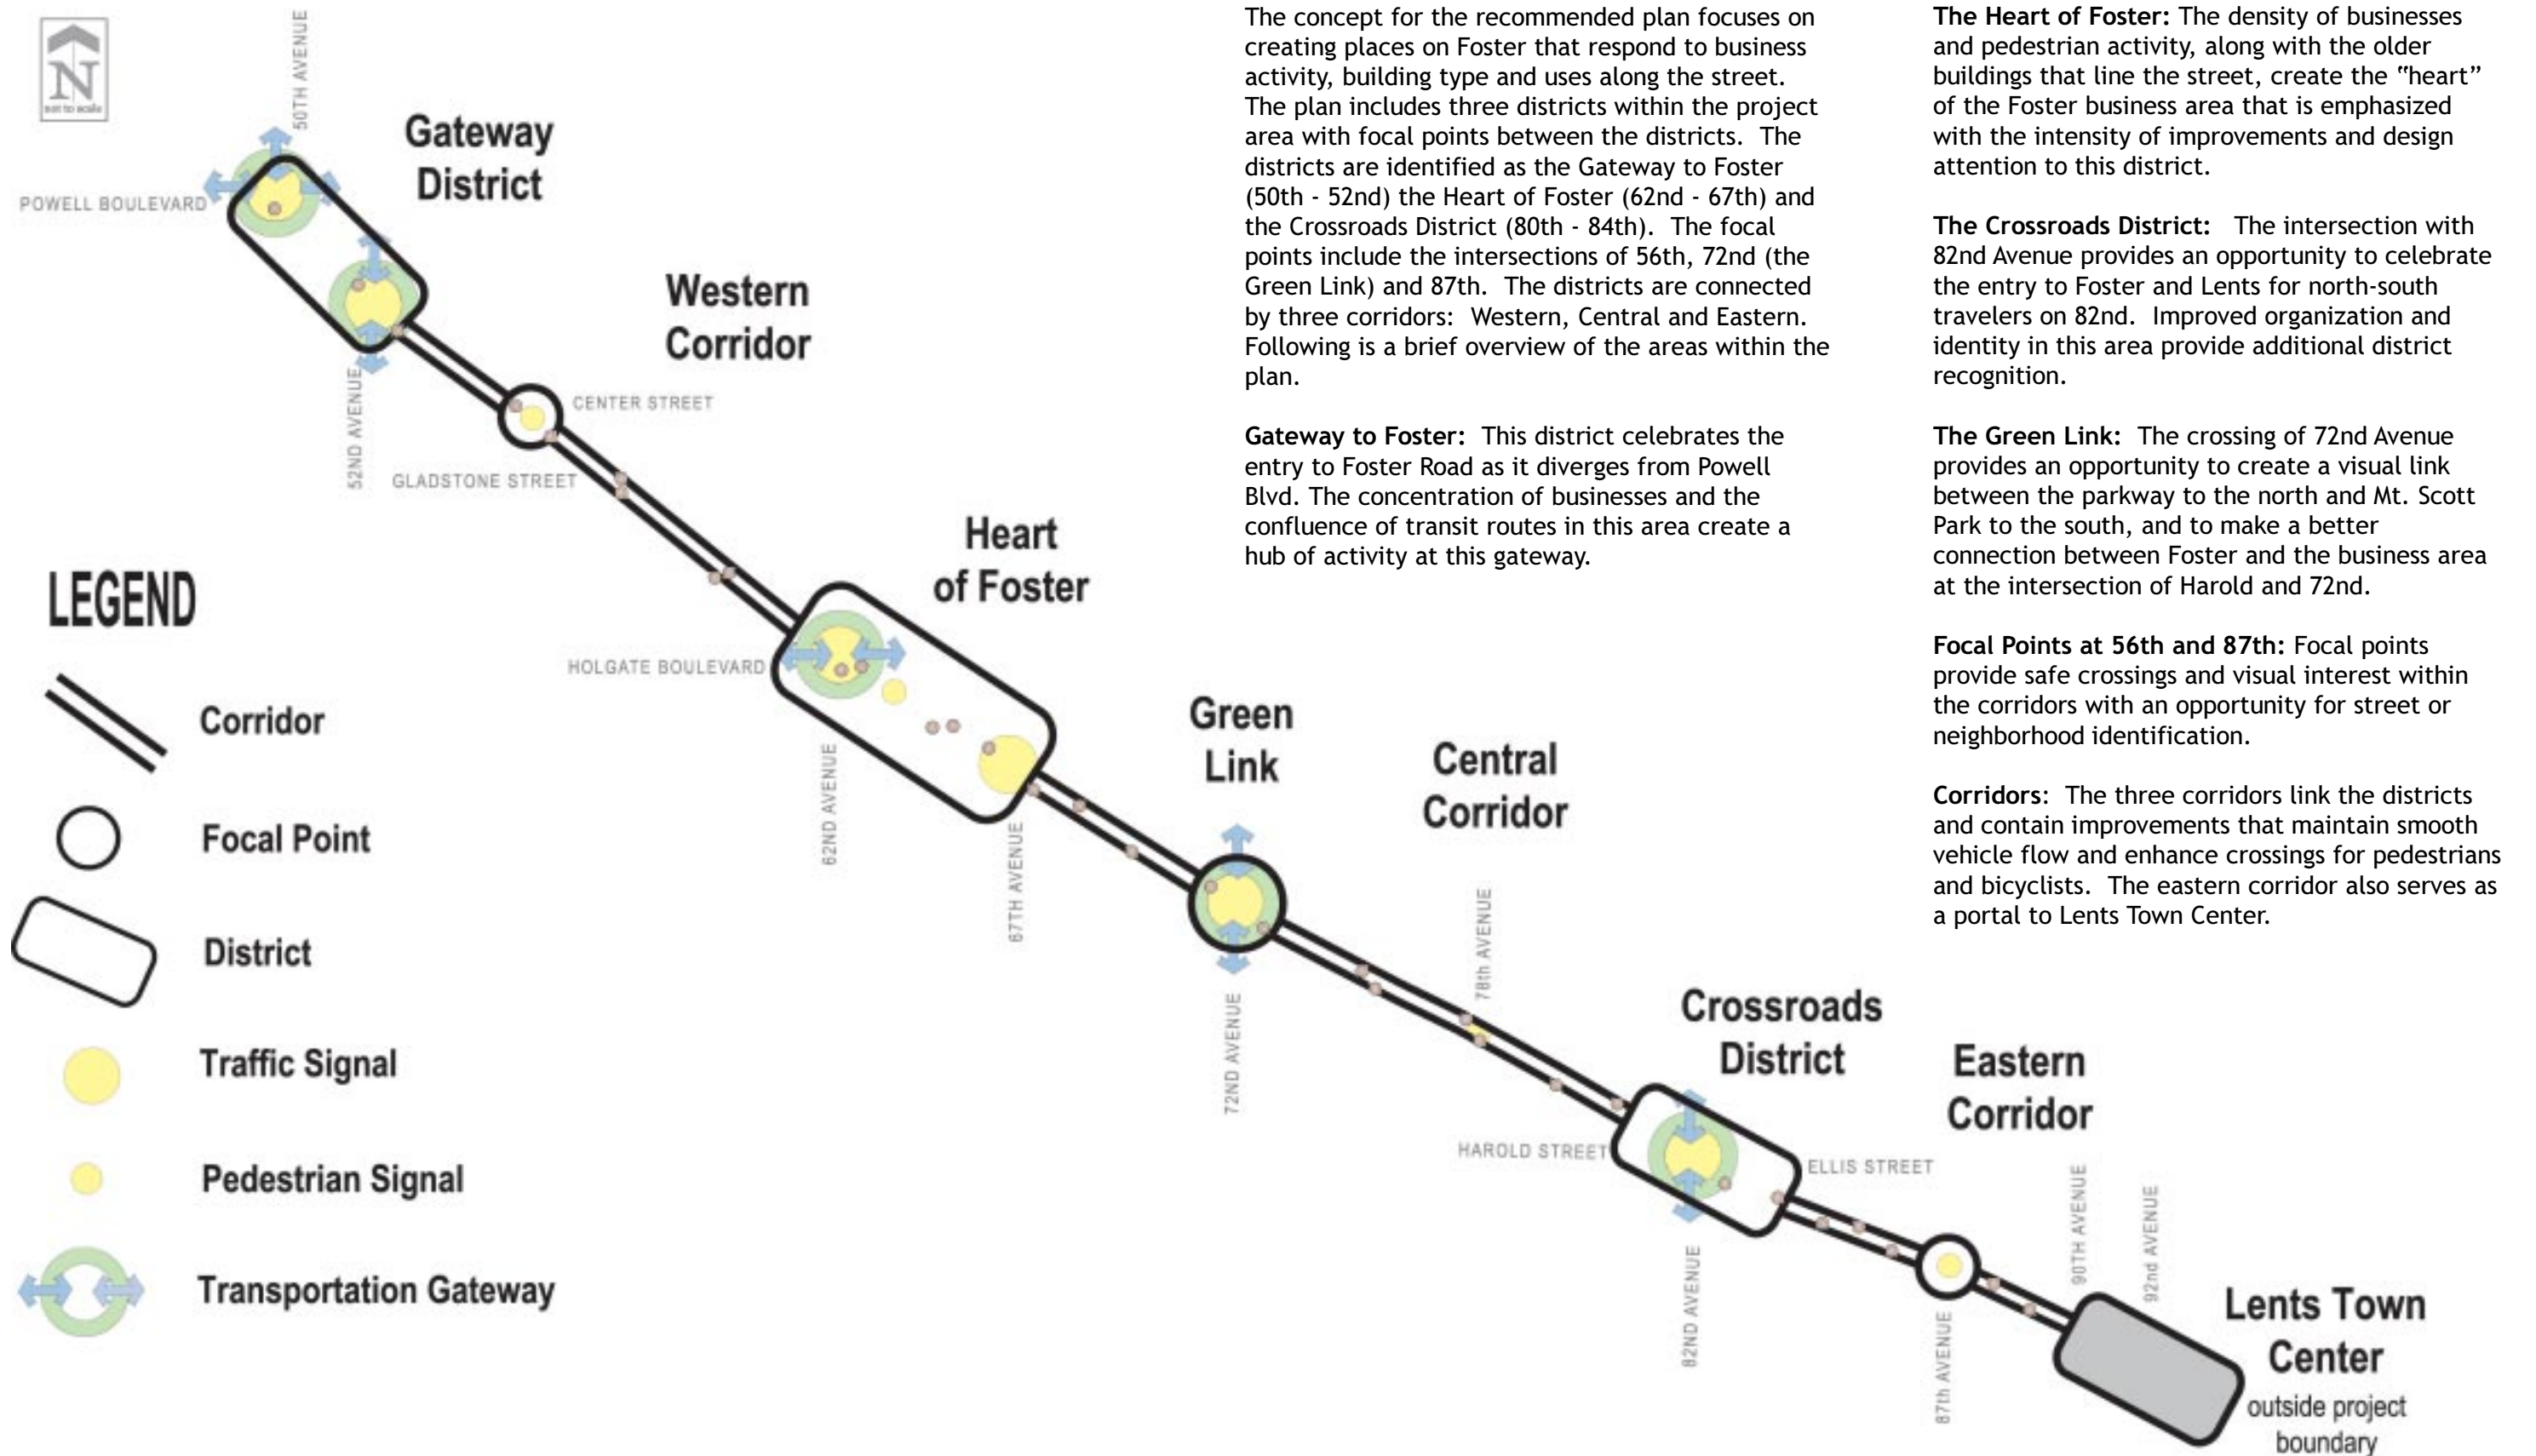 N
not to scale
50TH AVENUE
Gateway
District
POWELL BOULEVARD
Western
Corridor
52ND AVENUE
CENTER STREET
GLADSTONE STREET
Heart
of Foster
HOLGATE BOULEVARD
62ND AVENUE
67TH AVENUE
Green
Link
72ND AVENUE
Central
Corridor
78th AVENUE
Crossroads
District
HAROLD STREET
ELLIS STREET
82ND AVENUE
Eastern
Corridor
87th AVENUE
90TH AVENUE
92nd AVENUE
Lents Town
Center
outside project
boundary
LEGEND
Corridor
Focal Point
District
Traffic Signal
Pedestrian Signal
Transportation Gateway
The concept for the recommended plan focuses on
creating places on Foster that respond to business
activity, building type and uses along the street.
The plan includes three districts within the project
area with focal points between the districts.  The
districts are identified as the Gateway to Foster
(50th - 52nd) the Heart of Foster (62nd - 67th) and
the Crossroads District (80th - 84th).  The focal
points include the intersections of 56th, 72nd (the
Green Link) and 87th.  The districts are connected
by three corridors:  Western, Central and Eastern.
Following is a brief overview of the areas within the
plan.
Gateway to Foster:  This district celebrates the
entry to Foster Road as it diverges from Powell
Blvd. The concentration of businesses and the
confluence of transit routes in this area create a
hub of activity at this gateway.
The Heart of Foster: The density of businesses
and pedestrian activity, along with the older
buildings that line the street, create the “heart”
of the Foster business area that is emphasized
with the intensity of improvements and design
attention to this district.
The Crossroads District:   The intersection with
82nd Avenue provides an opportunity to celebrate
the entry to Foster and Lents for north-south
travelers on 82nd.  Improved organization and
identity in this area provide additional district
recognition.
The Green Link:  The crossing of 72nd Avenue
provides an opportunity to create a visual link
between the parkway to the north and Mt. Scott
Park to the south, and to make a better
connection between Foster and the business area
at the intersection of Harold and 72nd.
Focal Points at 56th and 87th: Focal points
provide safe crossings and visual interest within
the corridors with an opportunity for street or
neighborhood identification.
Corridors:  The three corridors link the districts
and contain improvements that maintain smooth
vehicle flow and enhance crossings for pedestrians
and bicyclists.  The eastern corridor also serves as
a portal to Lents Town Center.